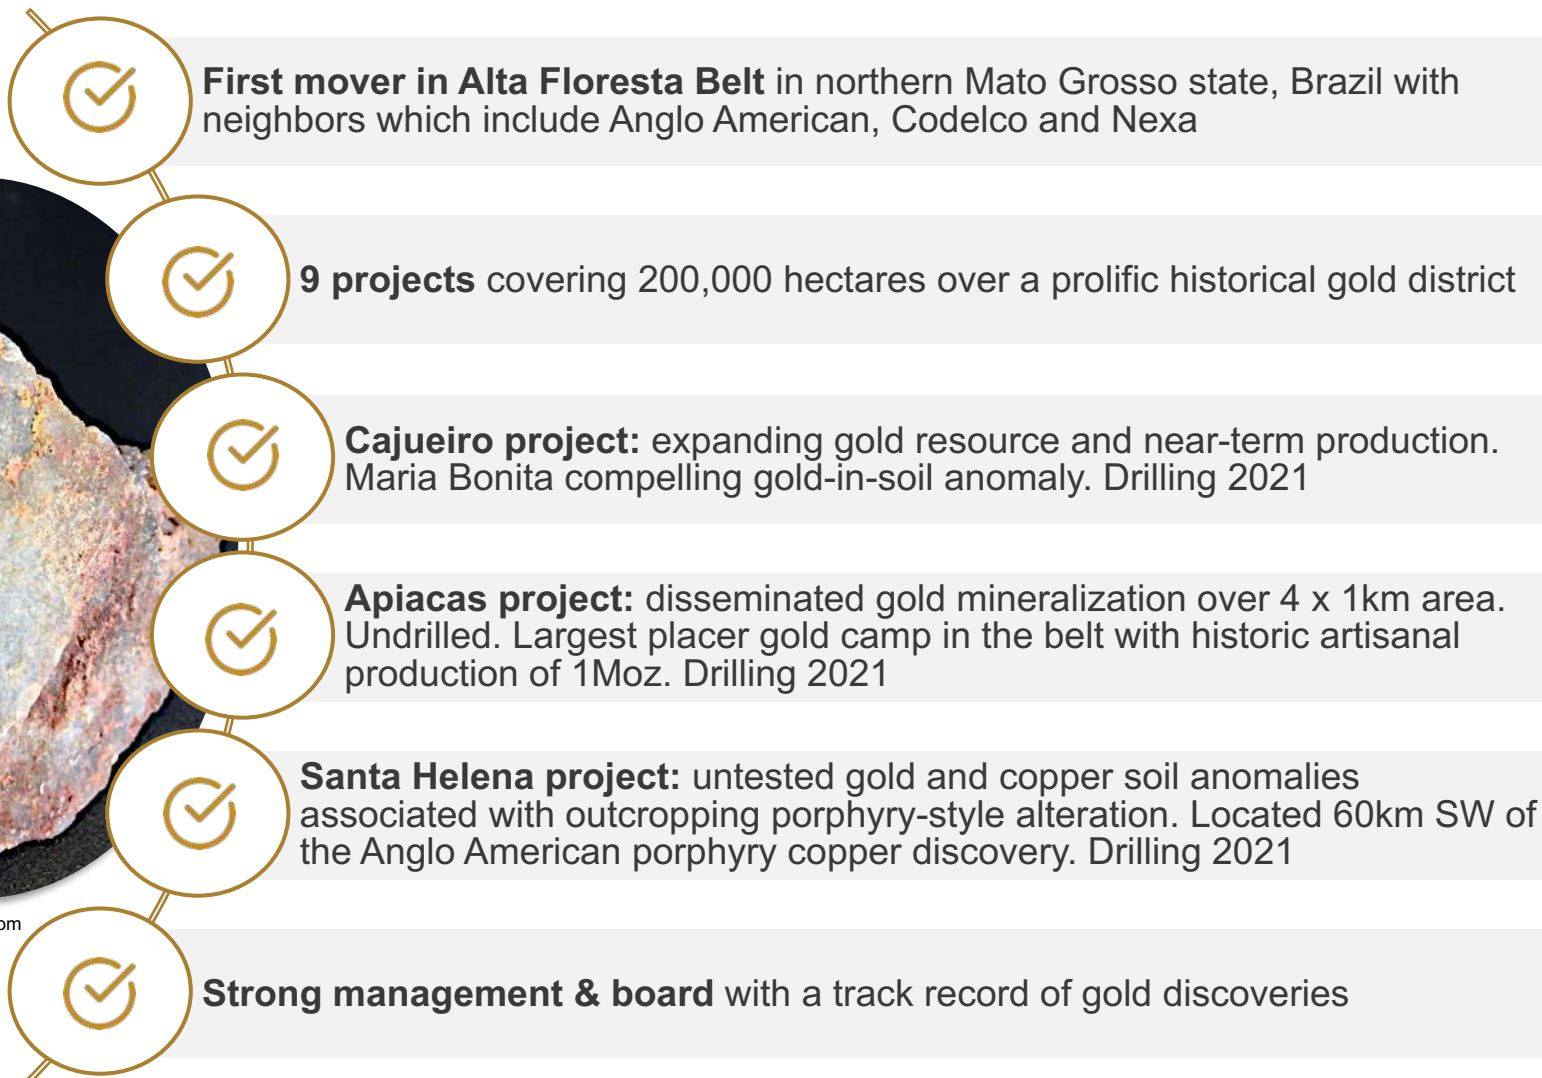 First mover in Alta Floresta Belt in northern Mato Grosso state, Brazil with
neighbors which include Anglo American, Codelco and Nexa
9 projects covering 200,000 hectares over a prolific historical gold district
Cajueiro project: expanding gold resource and near-term production.
Maria Bonita compelling gold-in-soil anomaly. Drilling 2021
Apiacas project: disseminated gold mineralization over 4 x 1km area.
Undrilled. Largest placer gold camp in the belt with historic artisanal
production of 1Moz. Drilling 2021
Santa Helena project: untested gold and copper soil anomalies
associated with outcropping porphyry-style alteration. Located 60km SW of
the Anglo American porphyry copper discovery. Drilling 2021
Strong management & board with a track record of gold discoveries